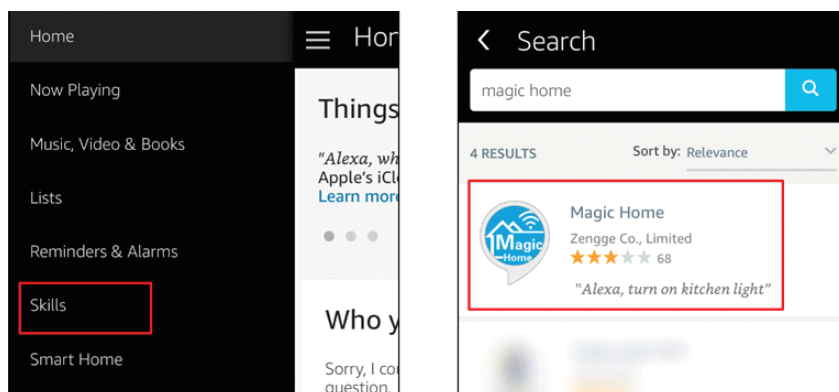 Home
Now Playing
Music, Video & Books
Lists
Reminders & Alarms
Skills
Smart Home
Hor
Things
"Alexa, wh
Apple's iCl
Learn more
Who y
Sorry, I cou
question.
Search
magic home
4 RESULTS
Sort by: Relevance
Magic
Home
Magic Home
Zengge Co., Limited
68
"Alexa, turn on kitchen light"